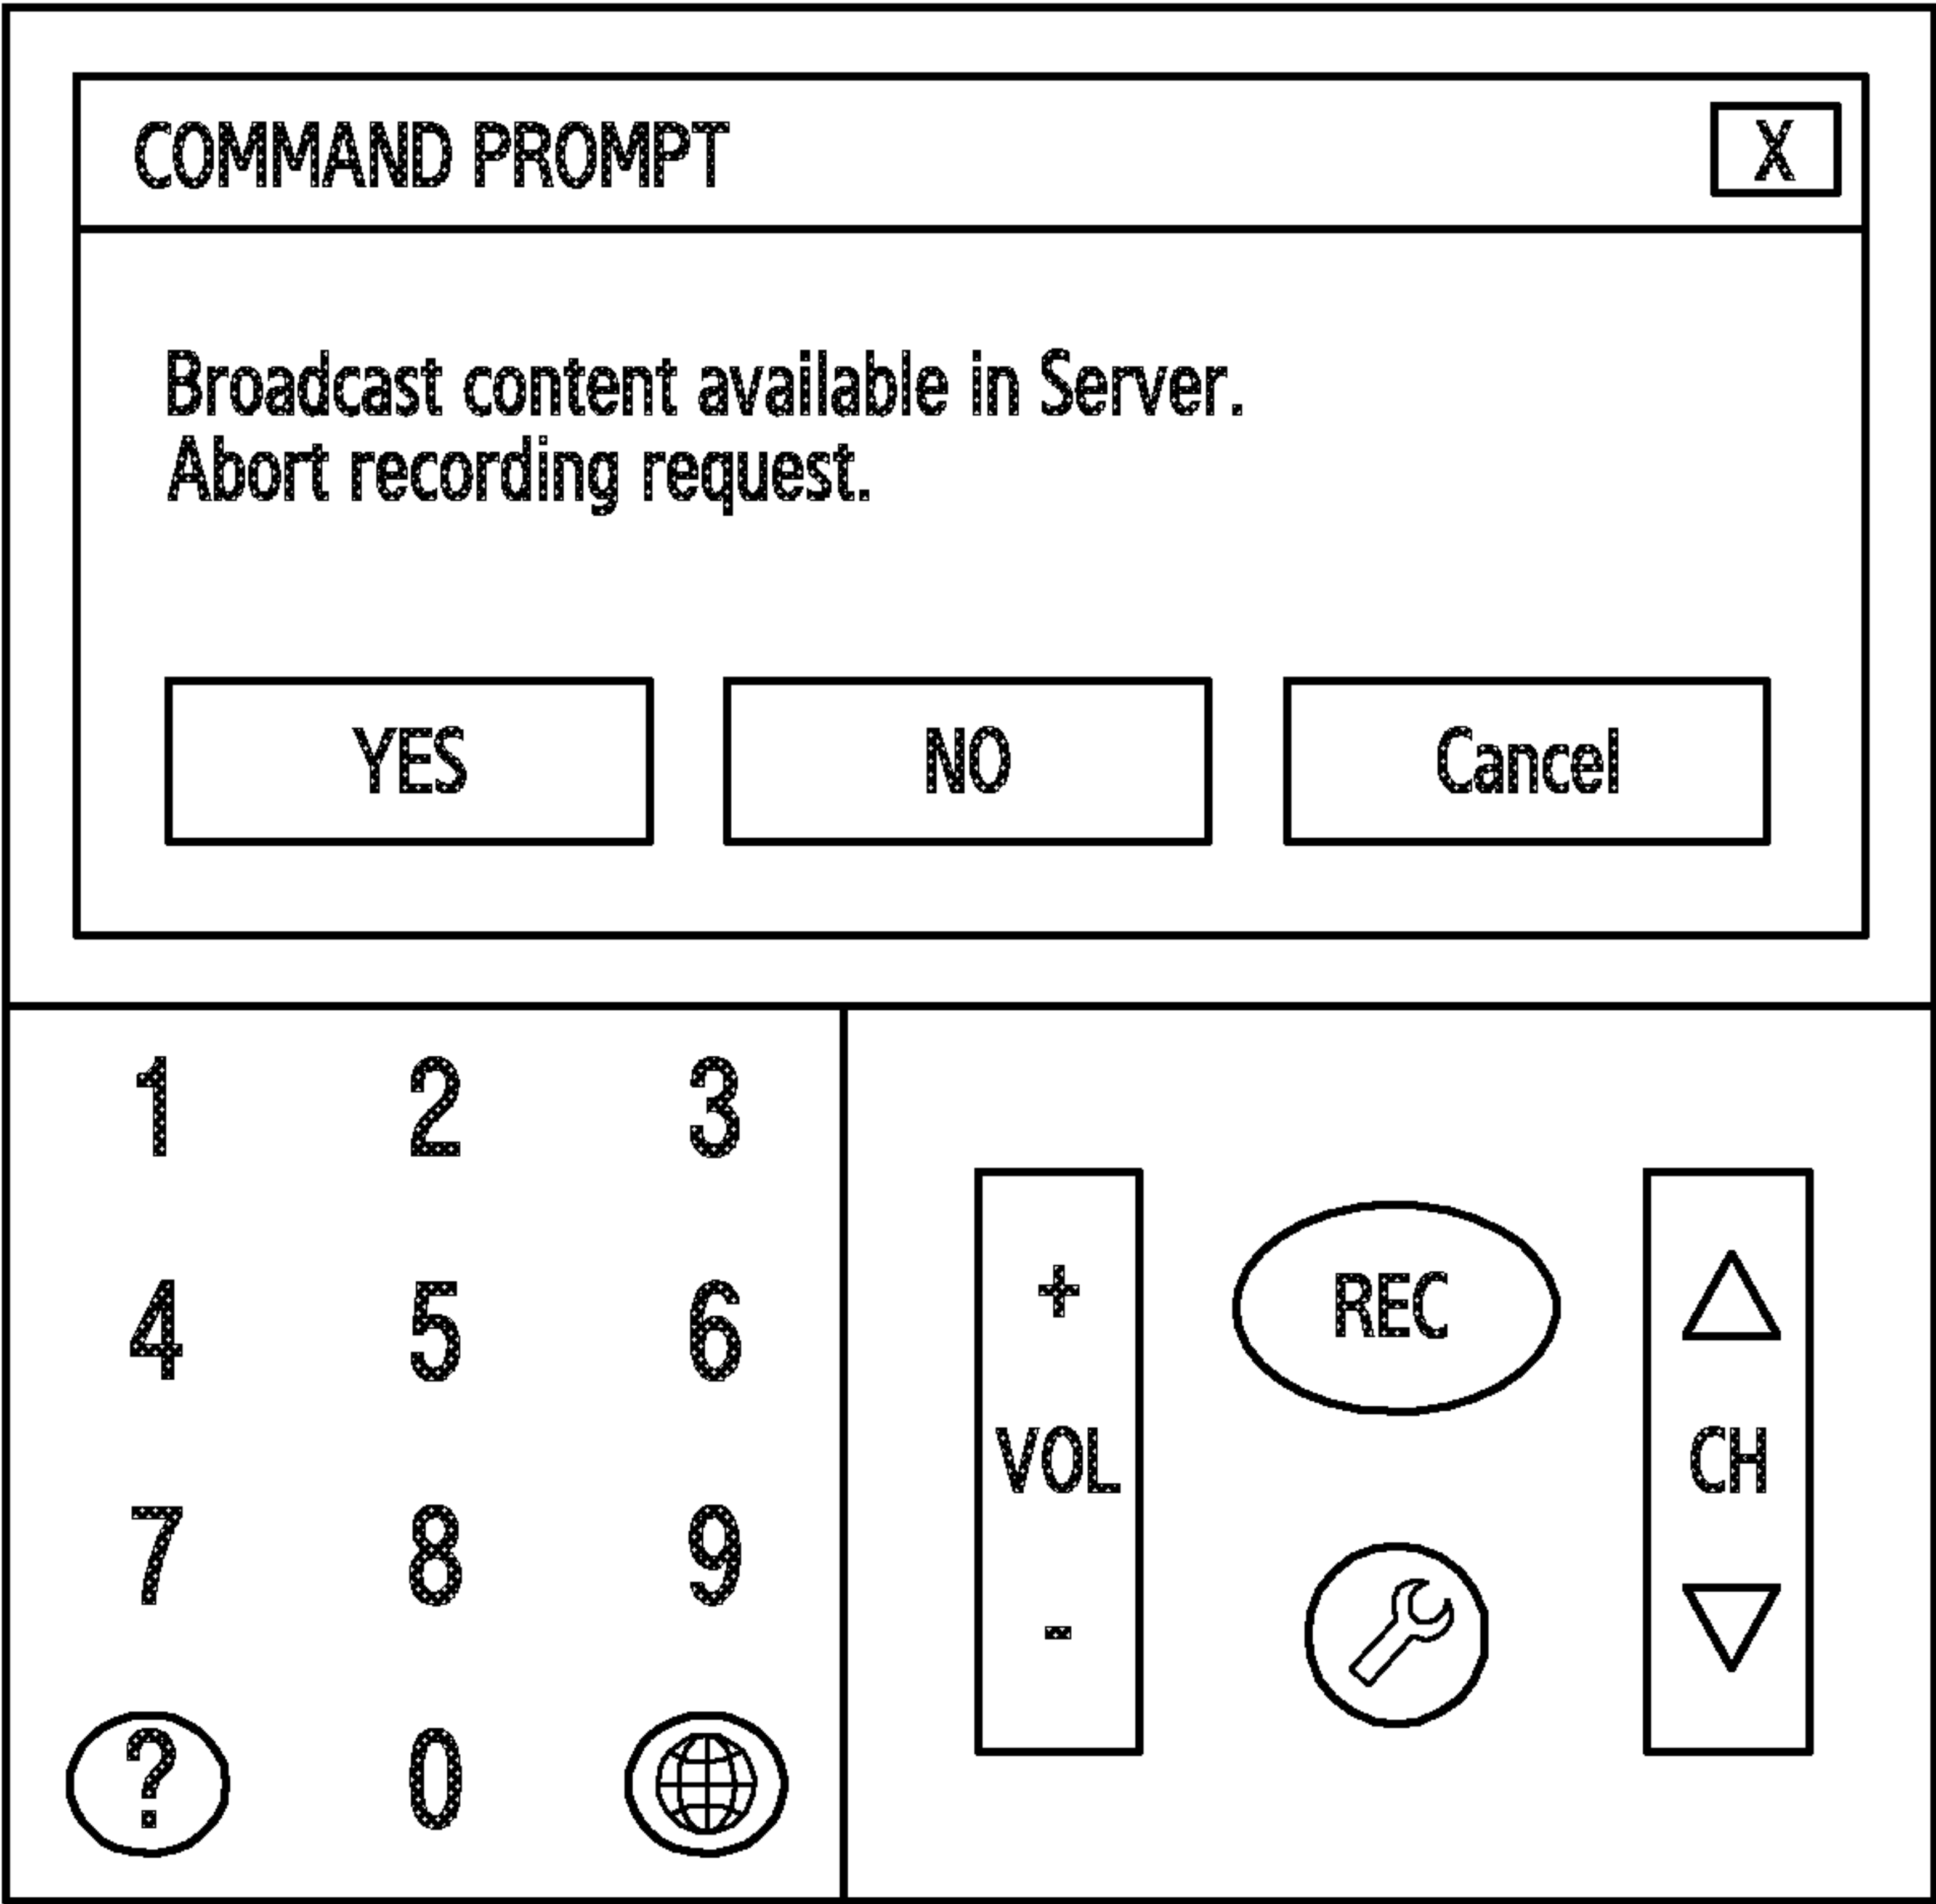 COMMAND PROMPT X
Broadcast content available in Server.
Abort recording request.
YES NO Cancel
1 2 3
4 5 6
7 8 9
? 0
+
VOL
-
REC
CH